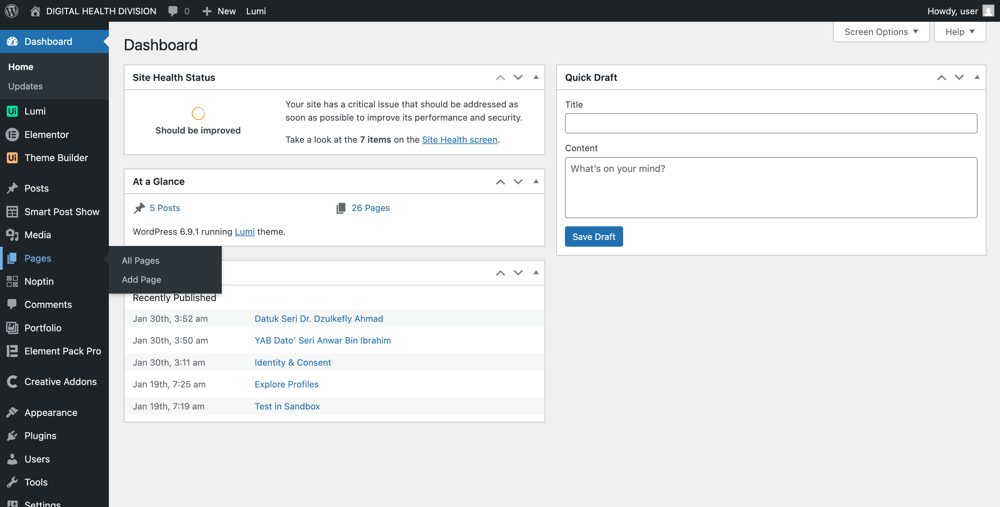 DIGITAL HEALTH DIVISION 0 New Lumi Howdy, user
Screen Options ▼ Help ▼
Dashboard
Home
Updates
Lumi
Elementor
Theme Builder
Posts
Smart Post Show
Media
Pages
Noptin
Comments
Portfolio
Element Pack Pro
Creative Addons
Appearance
Plugins
Users
Tools
Settings
All Pages
Add Page
Dashboard
Site Health Status
Should be improved
Your site has a critical issue that should be addressed as
soon as possible to improve its performance and security.
Take a look at the 7 items on the Site Health screen.
At a Glance
5 Posts 26 Pages
WordPress 6.9.1 running Lumi theme.
Recently Published
Jan 30th, 3:52 am Datuk Seri Dr. Dzulkefly Ahmad
Jan 30th, 3:50 am YAB Dato’ Seri Anwar Bin Ibrahim
Jan 30th, 3:11 am Identity & Consent
Jan 19th, 7:25 am Explore Profiles
Jan 19th, 7:19 am Test in Sandbox
Quick Draft
Title
Content
What’s on your mind?
Save Draft